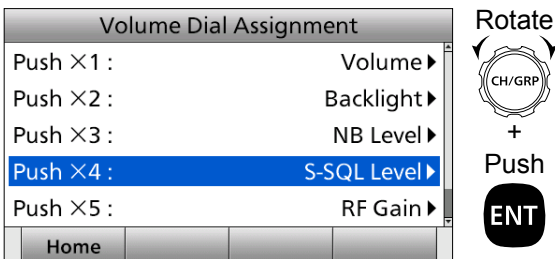 Volume Dial Assignment
Push ×1 : Volume
Push ×2 : Backlight
Push ×3 : NB Level
Push ×4 : S-SQL Level
Push ×5 : RF Gain
Home
Rotate
CH/GRP
+
Push
ENT